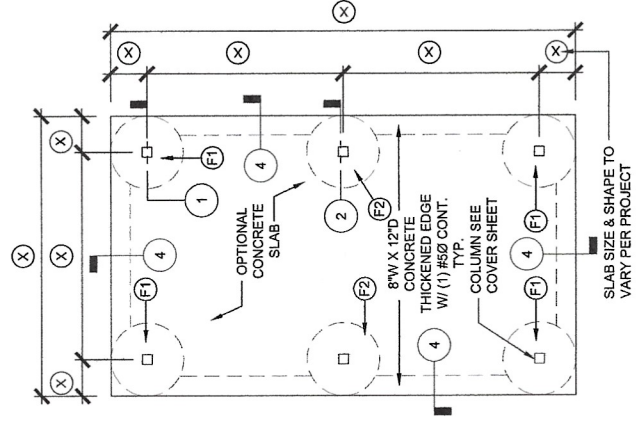 X
X
X
X
X
X
X
X
X
F1
4
4
F1
1
OPTIONAL
CONCRETE
SLAB
F2
2
F2
8"W X 12"D
CONCRETE
THICKENED EDGE
W/ (1) #5Ø CONT.
TYP.
4
COLUMN SEE
COVER SHEET
F1
4
F1
SLAB SIZE & SHAPE TO
VARY PER PROJECT